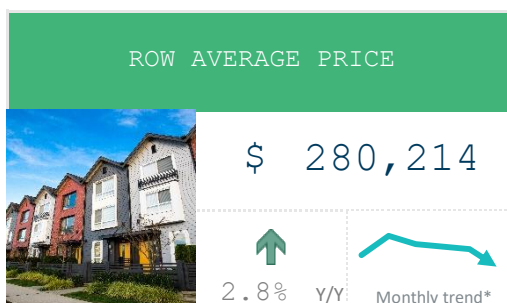 ROW AVERAGE PRICE
$ 280,214
2.8% Y/Y
Monthly trend*